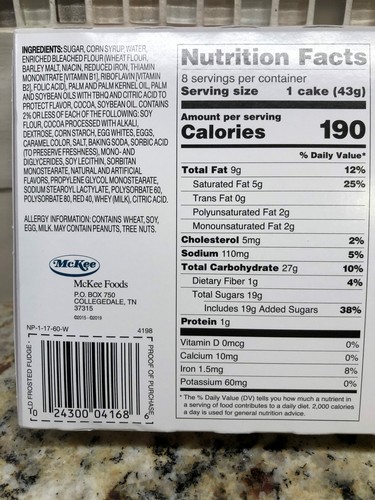 INGREDIENTS: SUGAR, CORN SYRUP, WATER,
ENRICHED BLEACHED FLOUR (WHEAT FLOUR,
BARLEY MALT, NIACIN, REDUCED IRON, THIAMIN
MONONITRATE [VITAMIN B1], RIBOFLAVIN [VITAMIN
B2], FOLIC ACID), PALM AND PALM KERNEL OIL, PALM
AND SOYBEAN OILS WITH TBHQ AND CITRIC ACID TO
PROTECT FLAVOR, COCOA, SOYBEAN OIL. CONTAINS
2% OR LESS OF EACH OF THE FOLLOWING: SOY
FLOUR, COCOA PROCESSED WITH ALKALI,
DEXTROSE, CORN STARCH, EGG WHITES, EGGS,
CARAMEL COLOR, SALT, BAKING SODA, SORBIC ACID
(TO PRESERVE FRESHNESS), MONO- AND
DIGLYCERIDES, SOY LECITHIN, SORBITAN
MONOSTEARATE, NATURAL AND ARTIFICIAL
FLAVORS, PROPYLENE GLYCOL MONOSTEARATE,
SODIUM STEAROYL LACTYLATE, POLYSORBATE 60,
POLYSORBATE 80, RED 40, WHEY (MILK), CITRIC ACID.
ALLERGY INFORMATION: CONTAINS WHEAT, SOY,
EGG, MILK. MAY CONTAIN PEANUTS, TREE NUTS.
McKee
McKee Foods
P.O. BOX 750
COLLEGEDALE, TN
37315
©2015 - ©2019
NP-1-17-60-W 4198
LD FROSTED FUDGE -
PROOF OF PURCHASE
0 24300 04168 6
Nutrition Facts
8 servings per container
Serving size 1 cake (43g)
Amount per serving
Calories 190
% Daily Value*
Total Fat 9g 12%
Saturated Fat 5g 25%
Trans Fat 0g
Polyunsaturated Fat 2g
Monounsaturated Fat 2g
Cholesterol 5mg 2%
Sodium 110mg 5%
Total Carbohydrate 27g 10%
Dietary Fiber 1g 4%
Total Sugars 19g
Includes 19g Added Sugars 38%
Protein 1g
Vitamin D 0mcg 0%
Calcium 10mg 0%
Iron 1.5mg 8%
Potassium 60mg 0%
* The % Daily Value (DV) tells you how much a nutrient in
a serving of food contributes to a daily diet. 2,000 calories
a day is used for general nutrition advice.